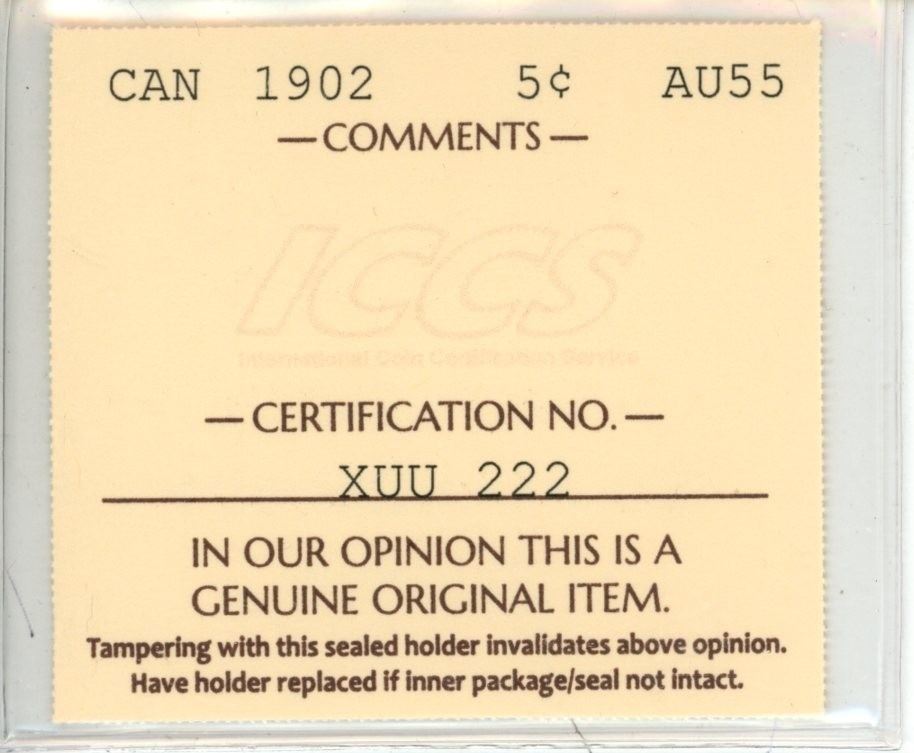 CAN 1902 5¢ AU55
— COMMENTS —
ICCS
International Coin Certification Service
— CERTIFICATION NO. —
XUU 222
IN OUR OPINION THIS IS A
GENUINE ORIGINAL ITEM.
Tampering with this sealed holder invalidates above opinion.
Have holder replaced if inner package/seal not intact.